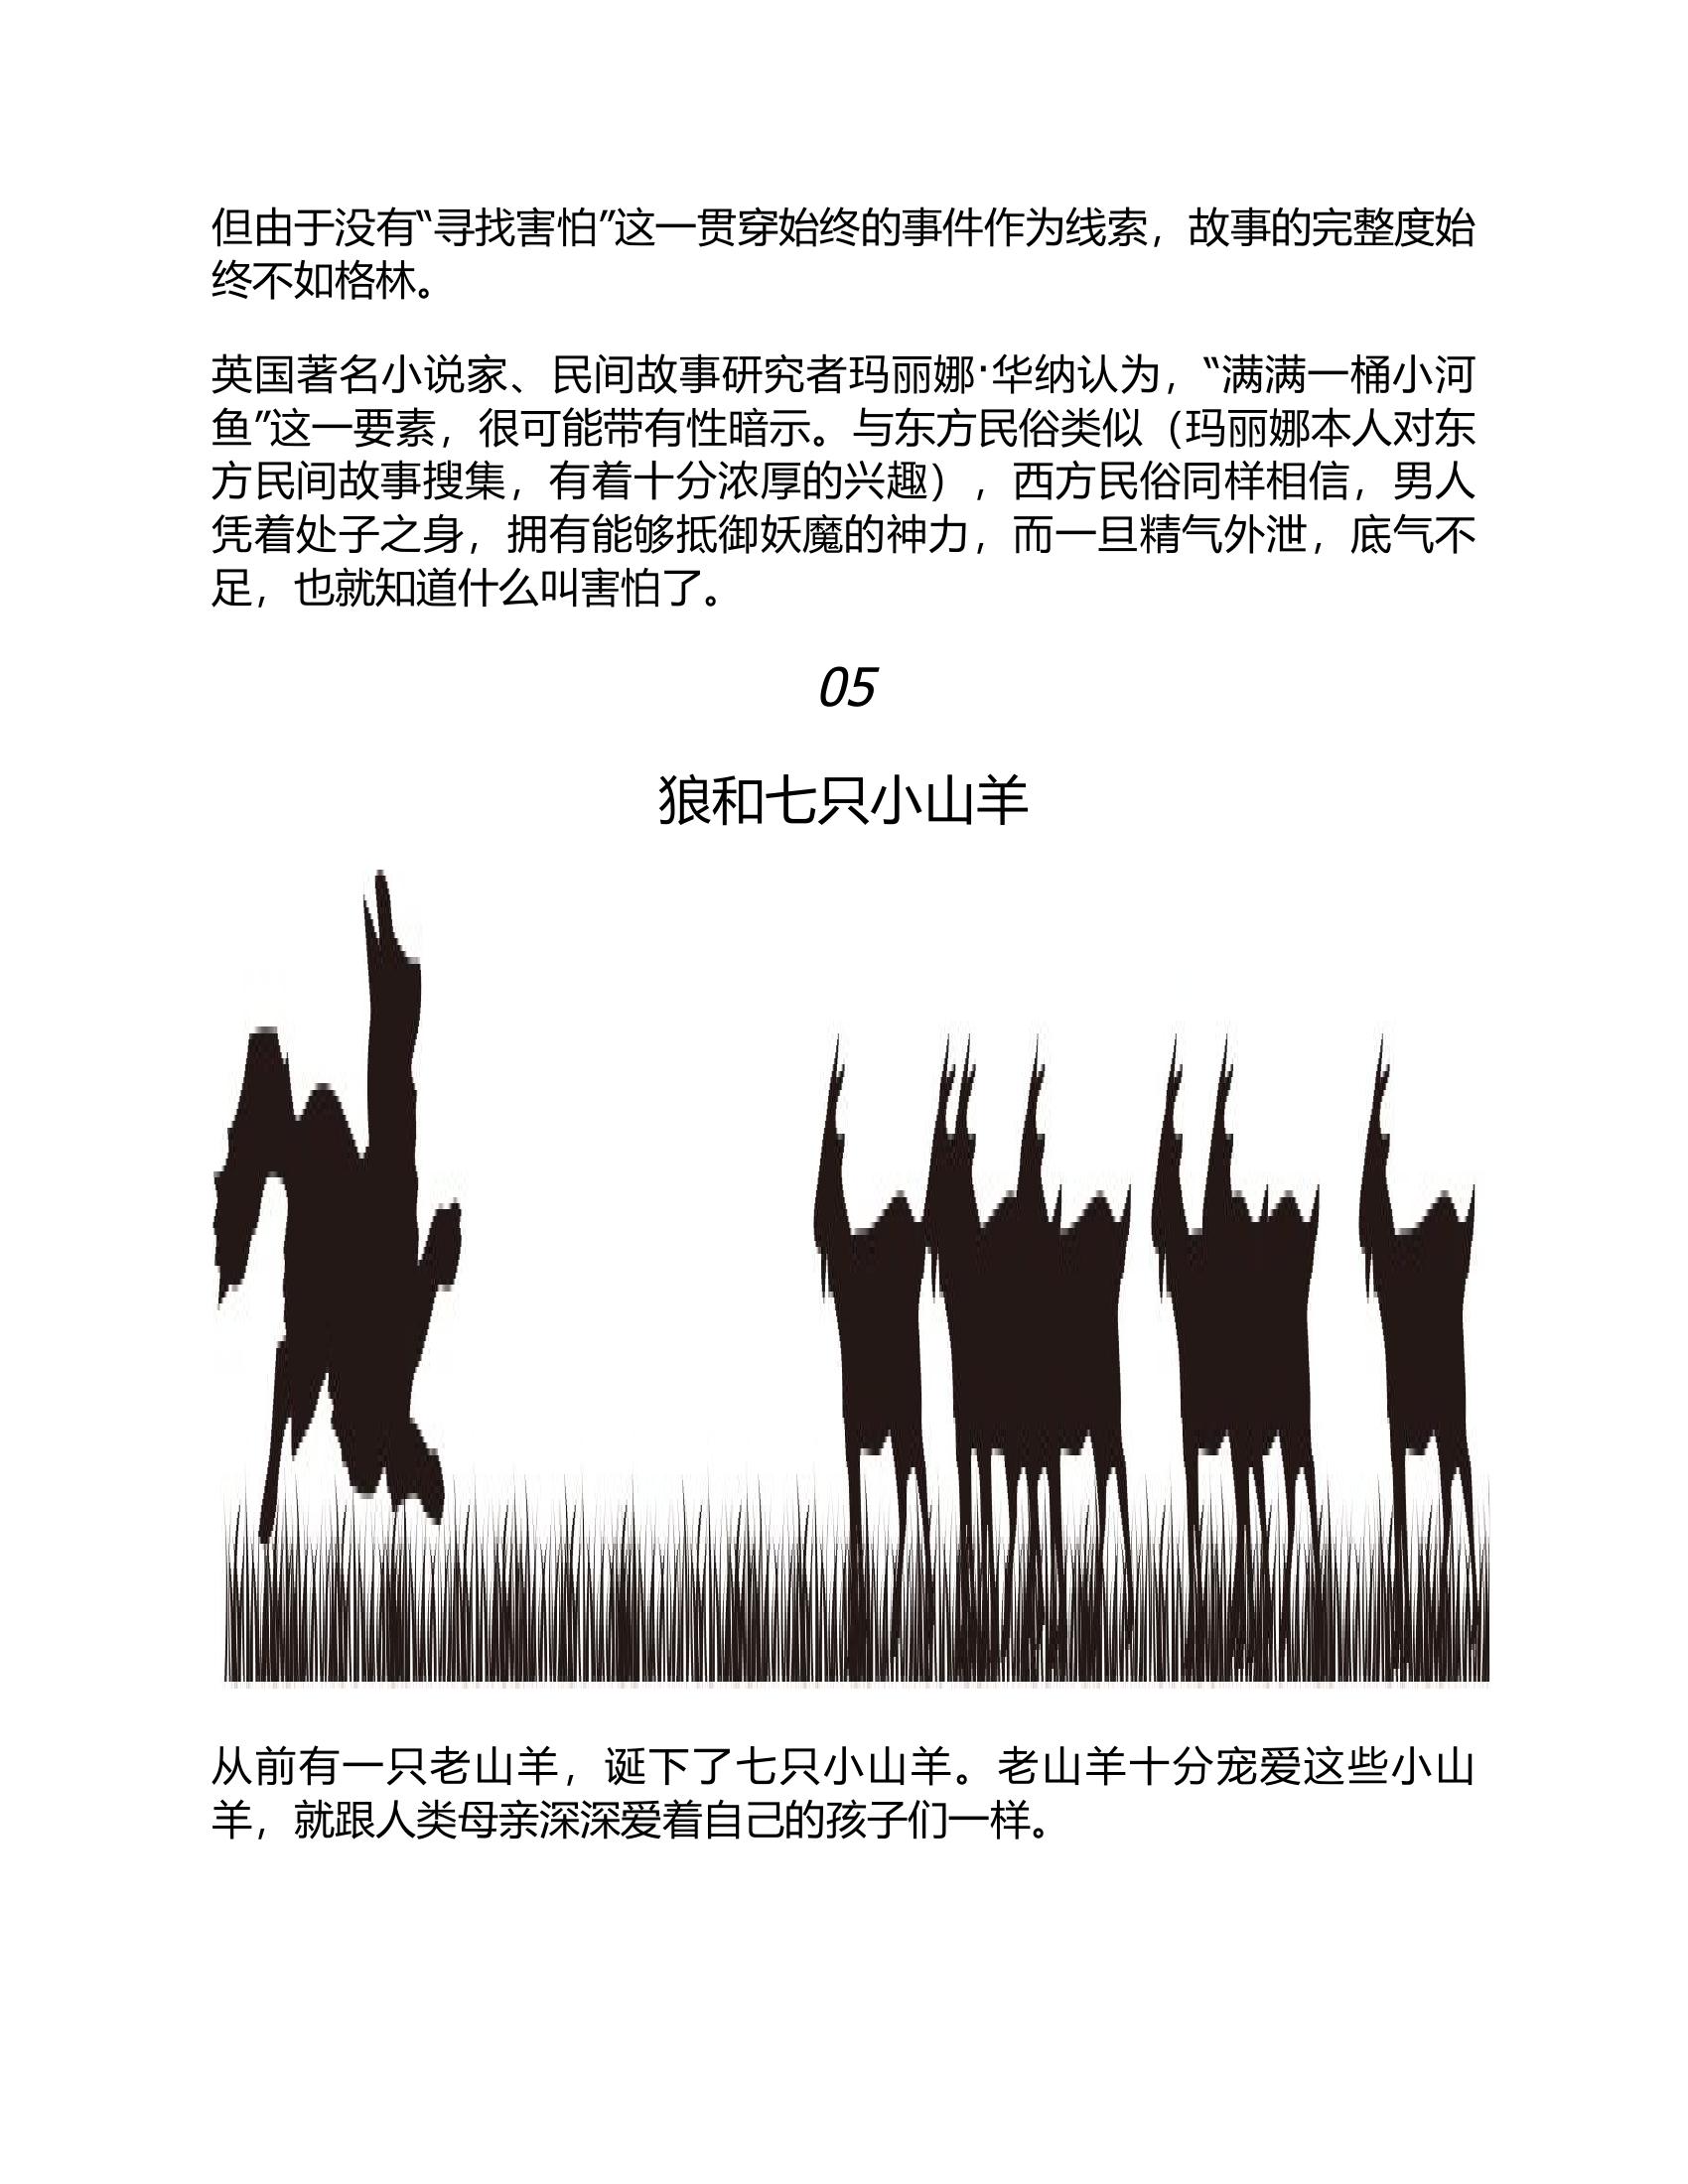 但由于没有“寻找害怕”这一贯穿始终的事件作为线索，故事的完整度始
终不如格林。
英国著名小说家、民间故事研究者玛丽娜·华纳认为，“满满一桶小河
鱼”这一要素，很可能带有性暗示。与东方民俗类似（玛丽娜本人对东
方民间故事搜集，有着十分浓厚的兴趣），西方民俗同样相信，男人
凭着处子之身，拥有能够抵御妖魔的神力，而一旦精气外泄，底气不
足，也就知道什么叫害怕了。
05
狼和七只小山羊
从前有一只老山羊，诞下了七只小山羊。老山羊十分宠爱这些小山
羊，就跟人类母亲深深爱着自己的孩子们一样。